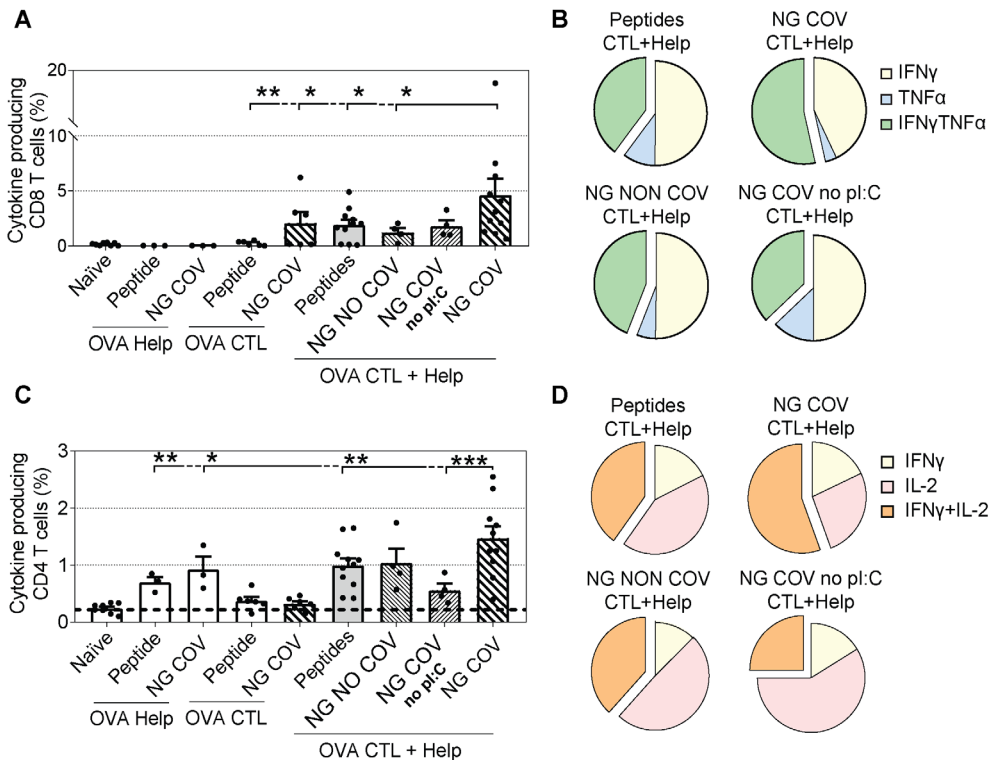 A
Cytokine producing
CD8 T cells (%)
20
10
5
0
** * * *
Naïve
Peptide
NG COV
Peptide
NG COV
Peptides
NG NO COV
NG COV
no pI:C
NG COV
OVA Help
OVA CTL
OVA CTL + Help
B
Peptides
CTL+Help
NG COV
CTL+Help
IFNγ
TNFα
IFNγTNFα
NG NON COV
CTL+Help
NG COV no pI:C
CTL+Help
C
Cytokine producing
CD4 T cells (%)
3
2
1
0
** * ** ***
Naïve
Peptide
NG COV
Peptide
NG COV
Peptides
NG NO COV
NG COV
no pI:C
NG COV
OVA Help
OVA CTL
OVA CTL + Help
D
Peptides
CTL+Help
NG COV
CTL+Help
IFNγ
IL-2
IFNγ+IL-2
NG NON COV
CTL+Help
NG COV no pI:C
CTL+Help